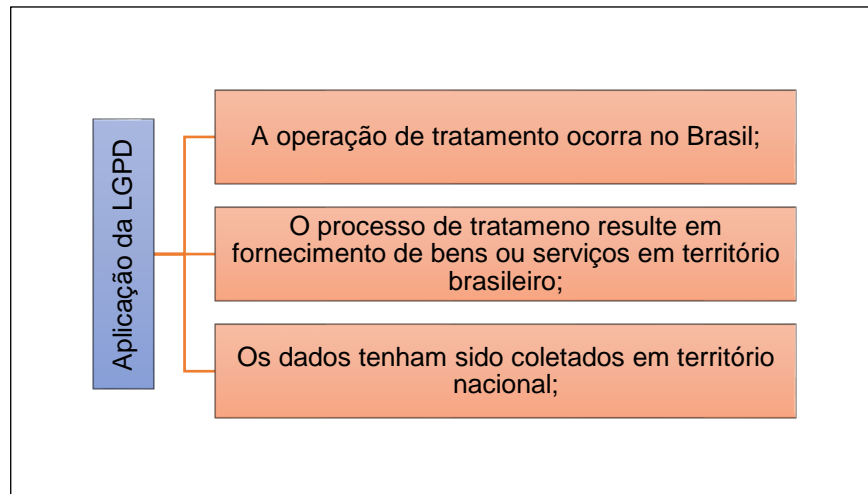 Aplicação da LGPD
A operação de tratamento ocorra no Brasil;
O processo de tratameno resulte em
fornecimento de bens ou serviços em território
brasileiro;
Os dados tenham sido coletados em território
nacional;